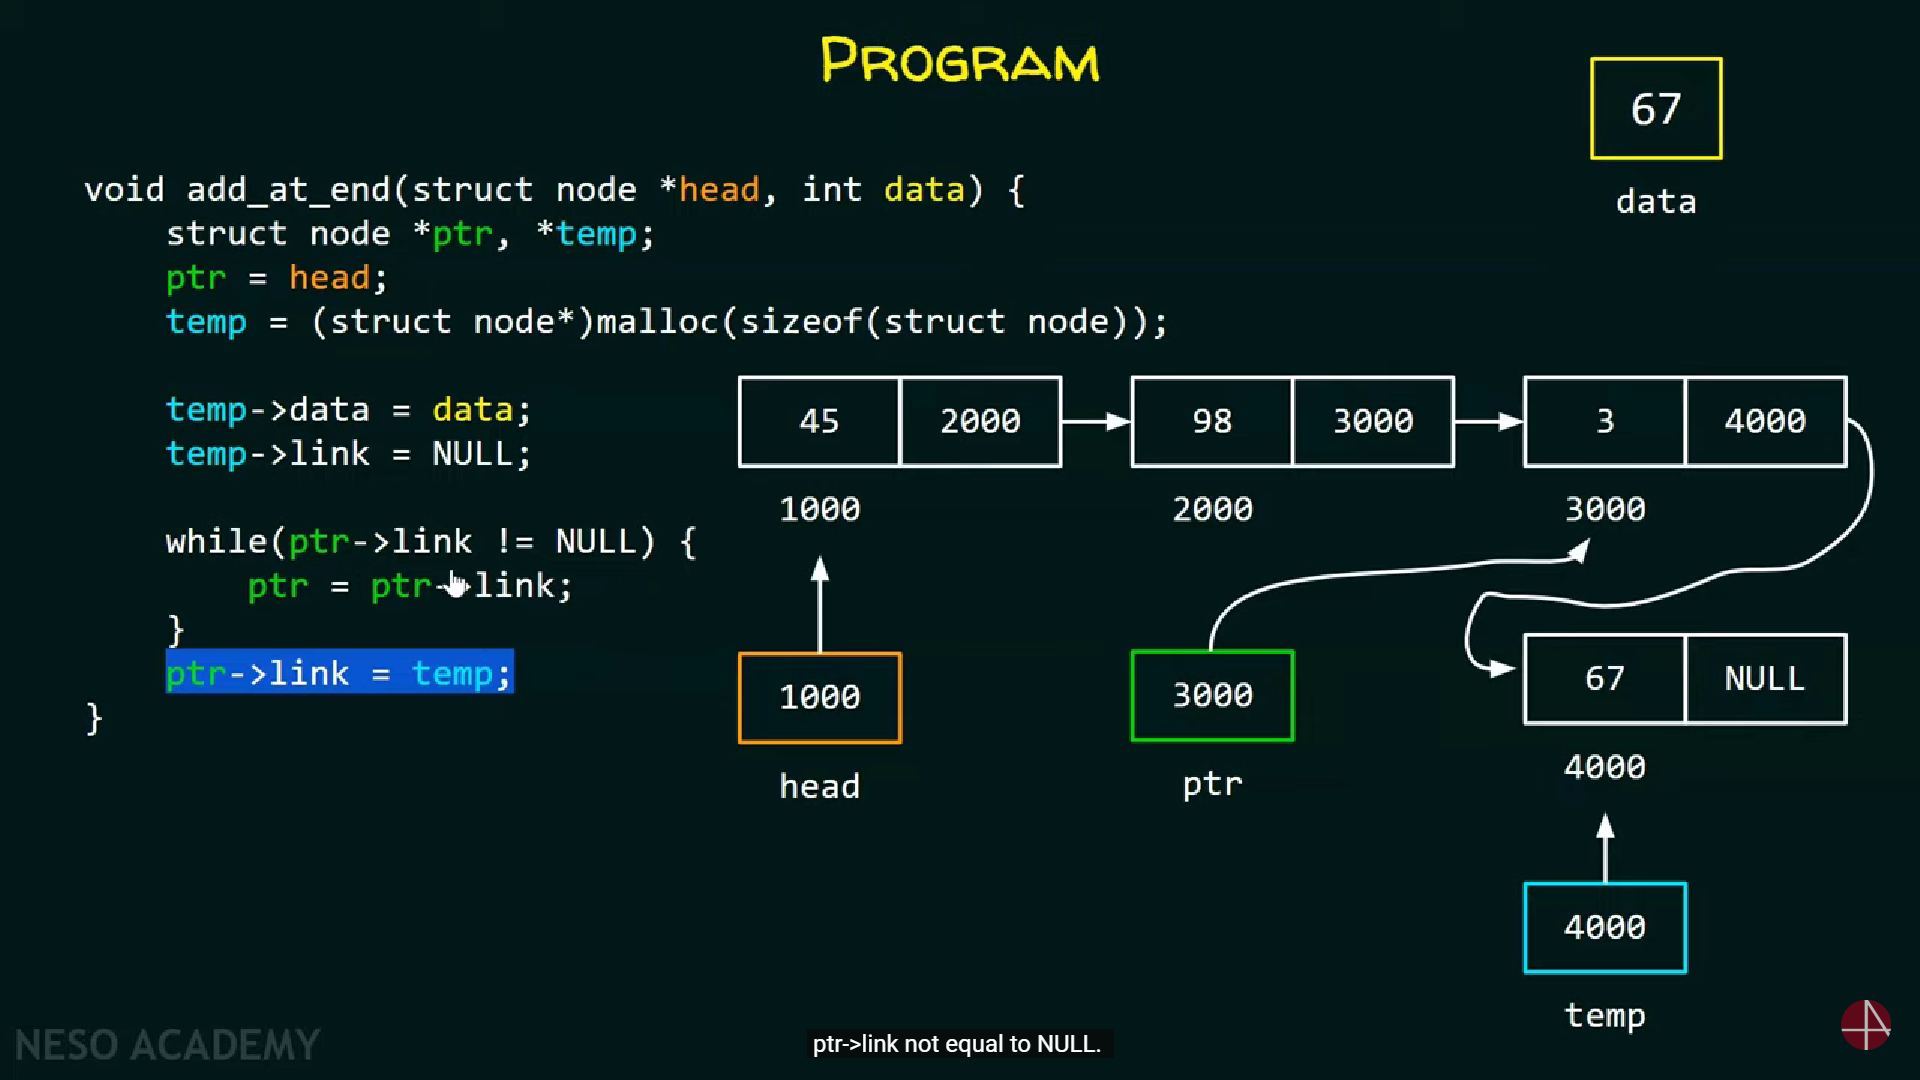 PROGRAM
67
data
void add_at_end(struct node *head, int data) {
struct node *ptr, *temp;
ptr = head;
temp = (struct node*)malloc(sizeof(struct node));
temp->data = data;
temp->link = NULL;
while(ptr->link != NULL) {
ptr = ptr->link;
}
ptr->link = temp;
}
45 2000 98 3000 3 4000
1000 2000 3000
1000 3000 67 NULL
head ptr 4000
4000
temp
NESO ACADEMY
ptr->link not equal to NULL.